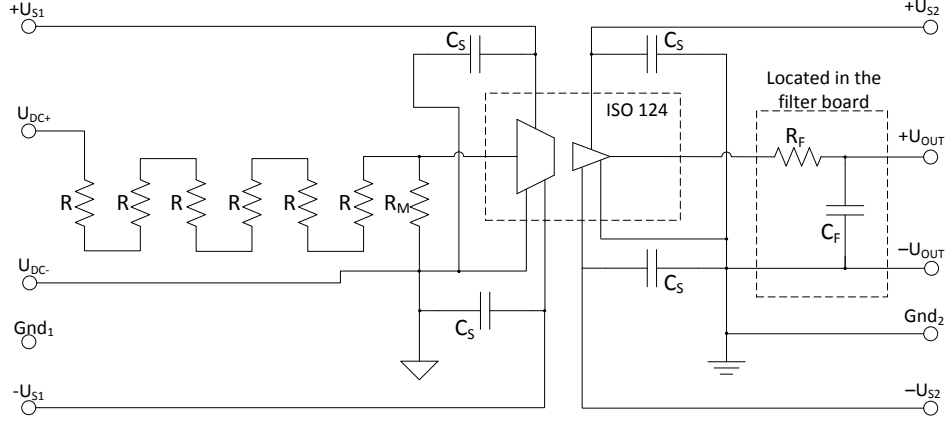 +U_S1
+U_S2
C_S
C_S
Located in the
filter board
ISO 124
U_DC+
R_F
+U_OUT
R
R
R
R
R
R
R_M
C_F
U_DC-
C_S
−U_OUT
Gnd_1
C_S
Gnd_2
-U_S1
−U_S2